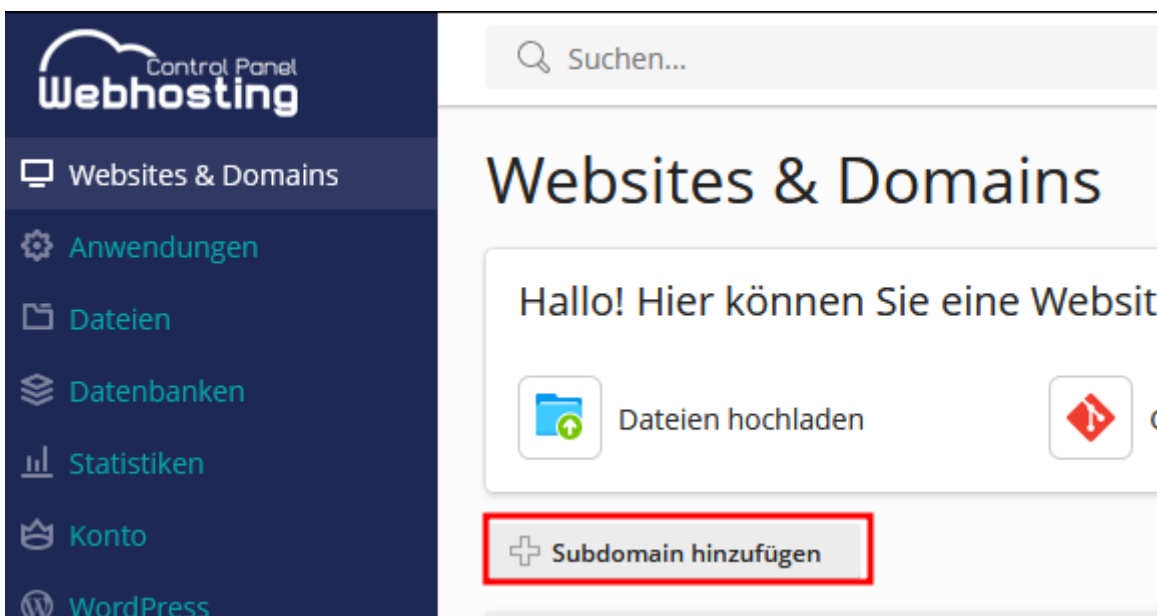 Control Panel
Webhosting
Suchen...
Websites & Domains
Anwendungen
Dateien
Datenbanken
Statistiken
Konto
WordPress
Websites & Domains
Hallo! Hier können Sie eine Websit
Dateien hochladen
Subdomain hinzufügen